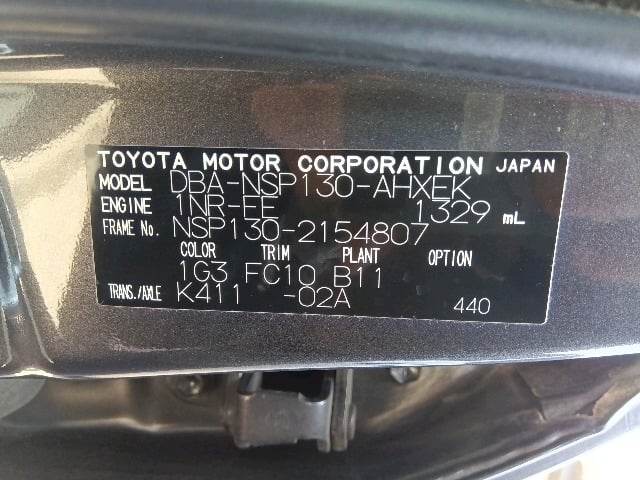 TOYOTA MOTOR CORPORATION JAPAN
MODEL DBA-NSP130-AHXEK
ENGINE 1NR-FE 1329 mL
FRAME No. NSP130-2154807
COLOR TRIM PLANT OPTION
1G3 FC10 B11
TRANS./AXLE K411 -02A 440